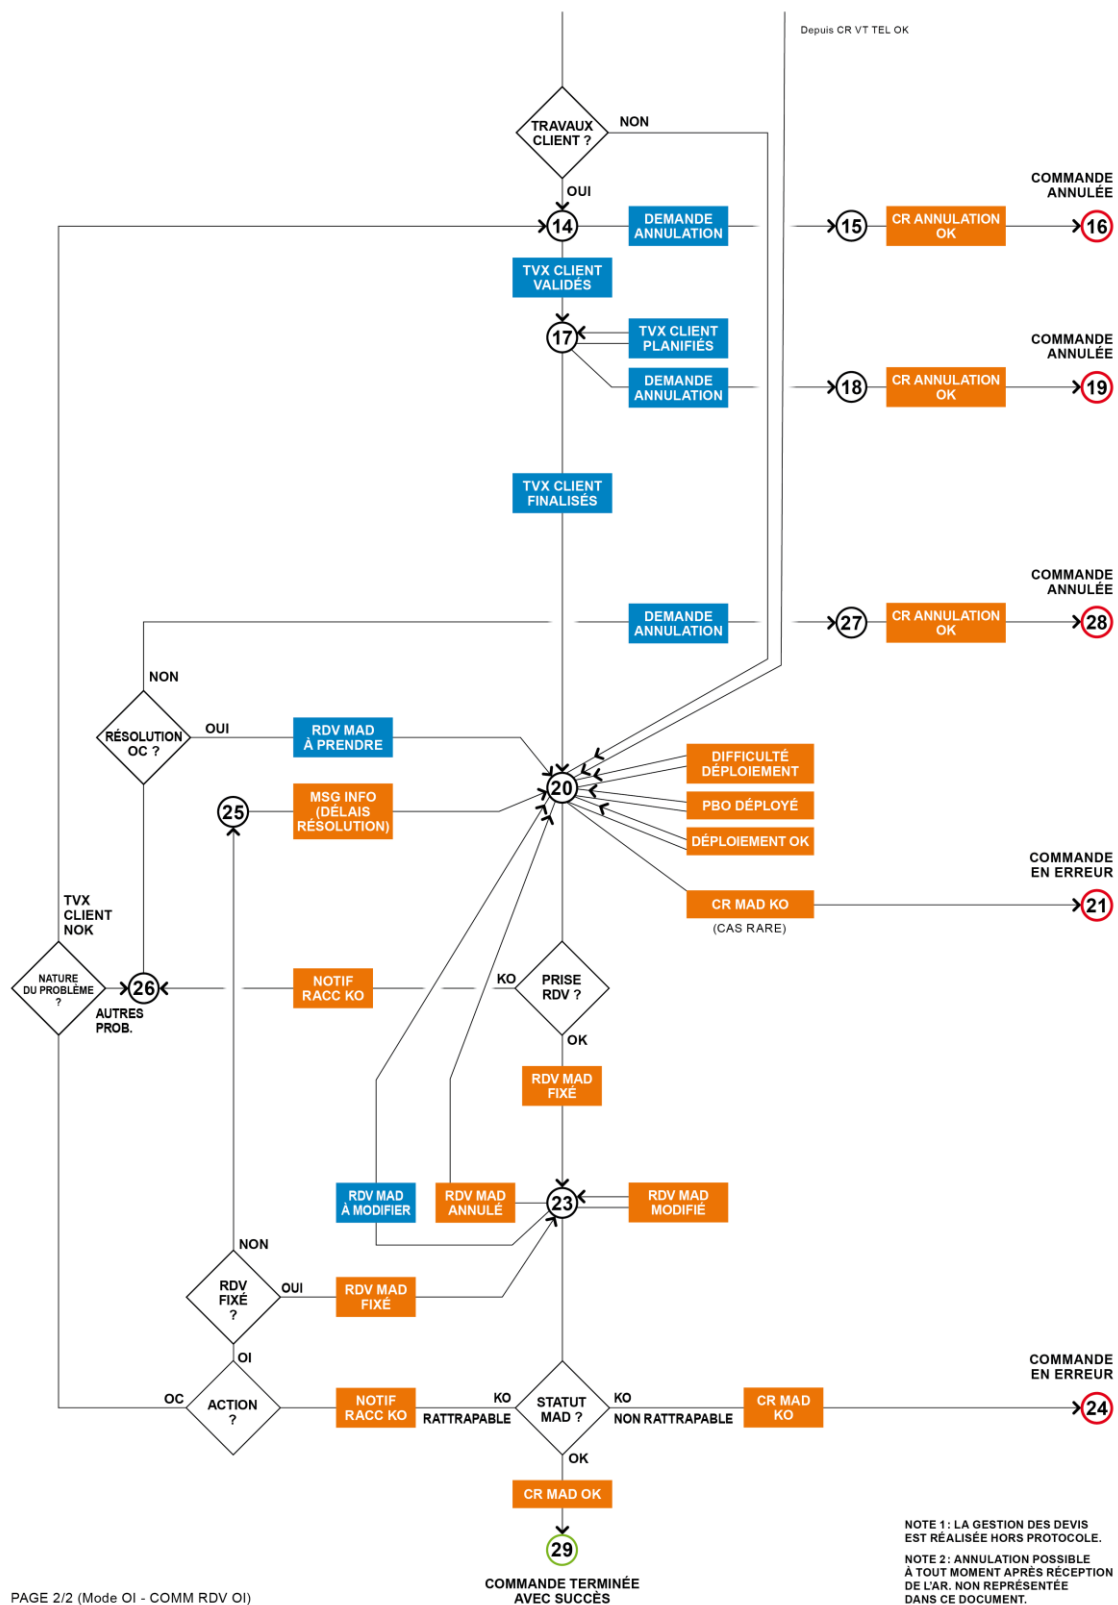 Depuis CR VT TEL OK
TRAVAUX
CLIENT ?
NON
OUI
COMMANDE
ANNULÉE
14
DEMANDE
ANNULATION
15
CR ANNULATION
OK
16
TVX CLIENT
VALIDÉS
17
TVX CLIENT
PLANIFIÉS
COMMANDE
ANNULÉE
DEMANDE
ANNULATION
18
CR ANNULATION
OK
19
TVX CLIENT
FINALISÉS
COMMANDE
ANNULÉE
DEMANDE
ANNULATION
27
CR ANNULATION
OK
28
NON
RÉSOLUTION
OC ?
OUI
RDV MAD
À PRENDRE
DIFFICULTÉ
DÉPLOIEMENT
20
25
MSG INFO
(DÉLAIS
RÉSOLUTION)
PBO DÉPLOYÉ
DÉPLOIEMENT OK
COMMANDE
EN ERREUR
CR MAD KO
(CAS RARE)
21
TVX
CLIENT
NOK
NATURE
DU PROBLÈME
?
26
AUTRES
PROB.
NOTIF
RACC KO
KO
PRISE
RDV ?
OK
RDV MAD
FIXÉ
RDV MAD
À MODIFIER
RDV MAD
ANNULÉ
23
RDV MAD
MODIFIÉ
NON
RDV
FIXÉ
?
OUI
RDV MAD
FIXÉ
OI
OC
ACTION
?
NOTIF
RACC KO
KO
RATTRAPABLE
STATUT
MAD ?
KO
NON RATTRAPABLE
CR MAD
KO
COMMANDE
EN ERREUR
24
OK
CR MAD OK
29
COMMANDE TERMINÉE
AVEC SUCCÈS
NOTE 1 : LA GESTION DES DEVIS
EST RÉALISÉE HORS PROTOCOLE.
NOTE 2 : ANNULATION POSSIBLE
À TOUT MOMENT APRÈS RÉCEPTION
DE L'AR. NON REPRÉSENTÉE
DANS CE DOCUMENT.
PAGE 2/2 (Mode OI - COMM RDV OI)